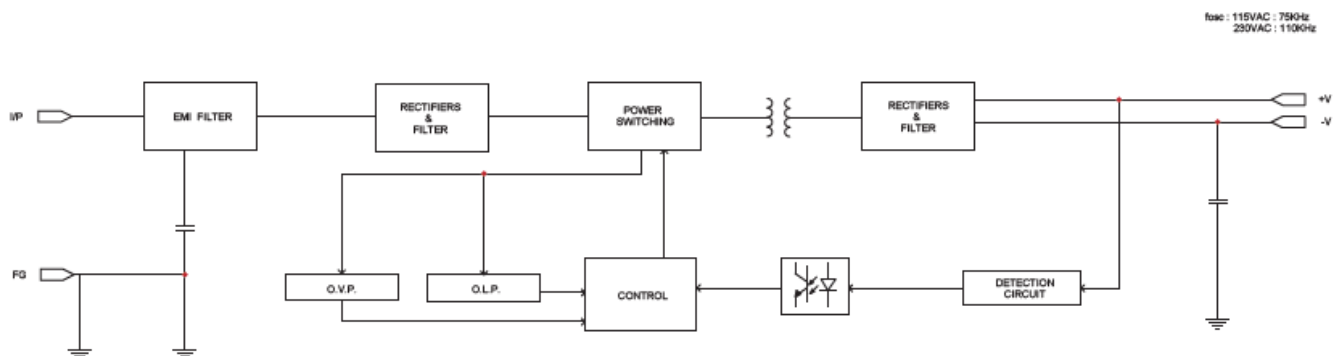 fosc : 115VAC : 75KHz
230VAC : 110KHz
I/P
EMI FILTER
RECTIFIERS
&
FILTER
POWER
SWITCHING
RECTIFIERS
&
FILTER
+V
-V
FG
O.V.P.
O.L.P.
CONTROL
DETECTION
CIRCUIT